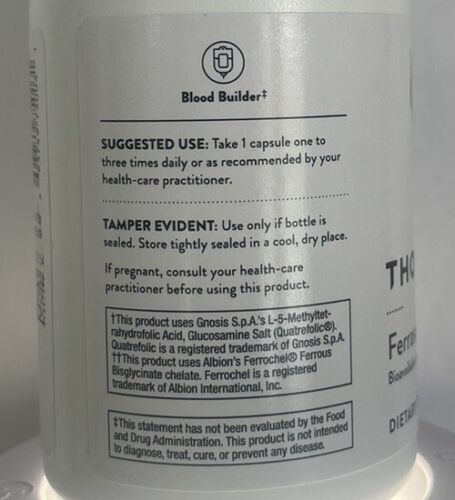 Blood Builder‡
SUGGESTED USE: Take 1 capsule one to
three times daily or as recommended by your
health-care practitioner.
TAMPER EVIDENT: Use only if bottle is
sealed. Store tightly sealed in a cool, dry place.
If pregnant, consult your health-care
practitioner before using this product.
†This product uses Gnosis S.p.A.'s L-5-Methyltet-
rahydrofolic Acid, Glucosamine Salt (Quatrefolic®).
Quatrefolic is a registered trademark of Gnosis S.p.A.
††This product uses Albion's Ferrochel® Ferrous
Bisglycinate chelate. Ferrochel is a registered
trademark of Albion International, Inc.
‡This statement has not been evaluated by the Food
and Drug Administration. This product is not intended
to diagnose, treat, cure, or prevent any disease.
THO